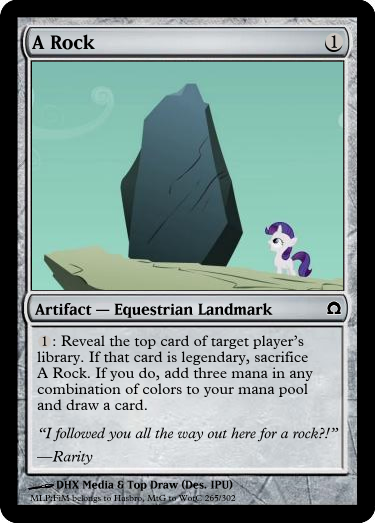 A Rock 1
Artifact — Equestrian Landmark Ω
1 : Reveal the top card of target player's
library. If that card is legendary, sacrifice
A Rock. If you do, add three mana in any
combination of colors to your mana pool
and draw a card.
“I followed you all the way out here for a rock?!”
—Rarity
DHX Media & Top Draw (Des. IPU)
MLP:FiM belongs to Hasbro, MtG to WotC 265/302